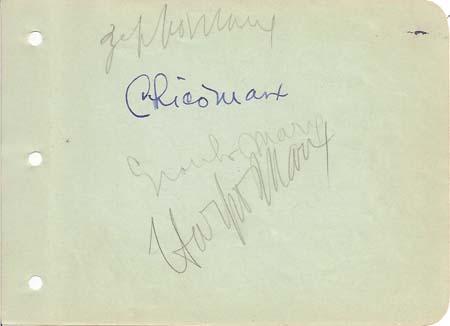 Zeppo Marx
Chico Marx
Groucho Marx
Harpo Marx